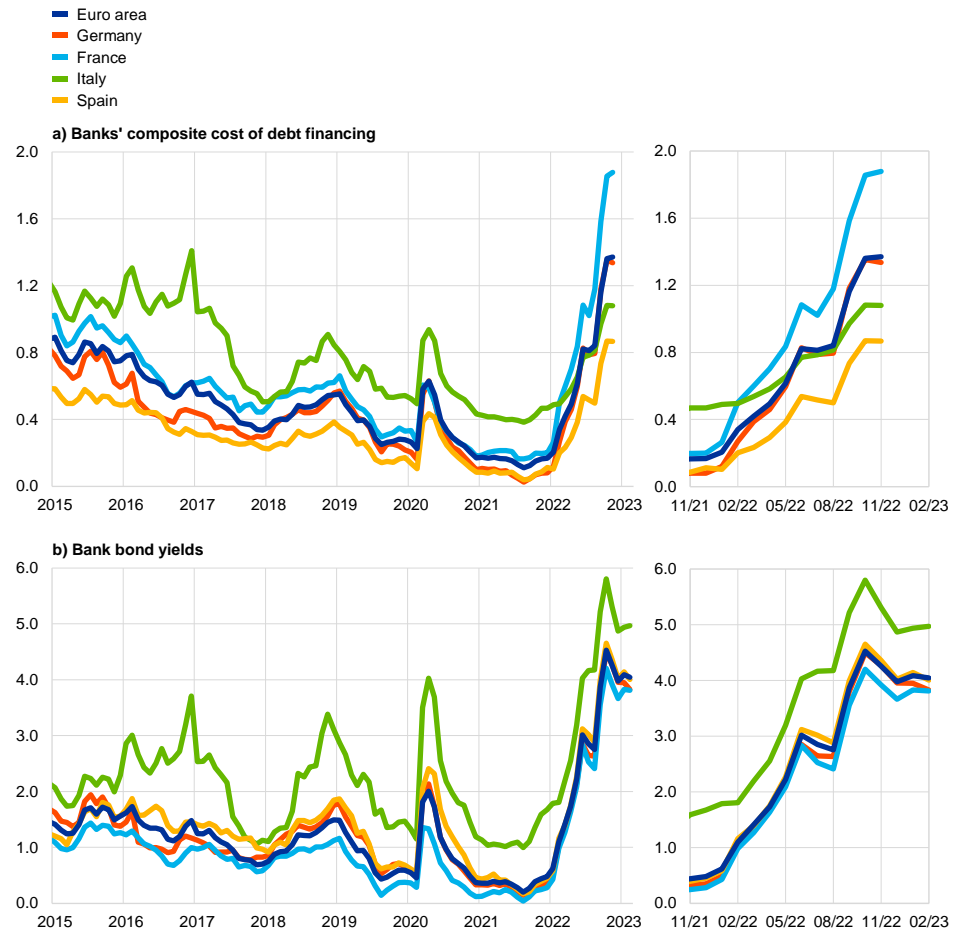 Euro area
Germany
France
Italy
Spain
a) Banks' composite cost of debt financing
2.0
1.6
1.2
0.8
0.4
0.0
2015 2016 2017 2018 2019 2020 2021 2022 2023
2.0
1.6
1.2
0.8
0.4
0.0
11/21 02/22 05/22 08/22 11/22 02/23
b) Bank bond yields
6.0
5.0
4.0
3.0
2.0
1.0
0.0
2015 2016 2017 2018 2019 2020 2021 2022 2023
6.0
5.0
4.0
3.0
2.0
1.0
0.0
11/21 02/22 05/22 08/22 11/22 02/23